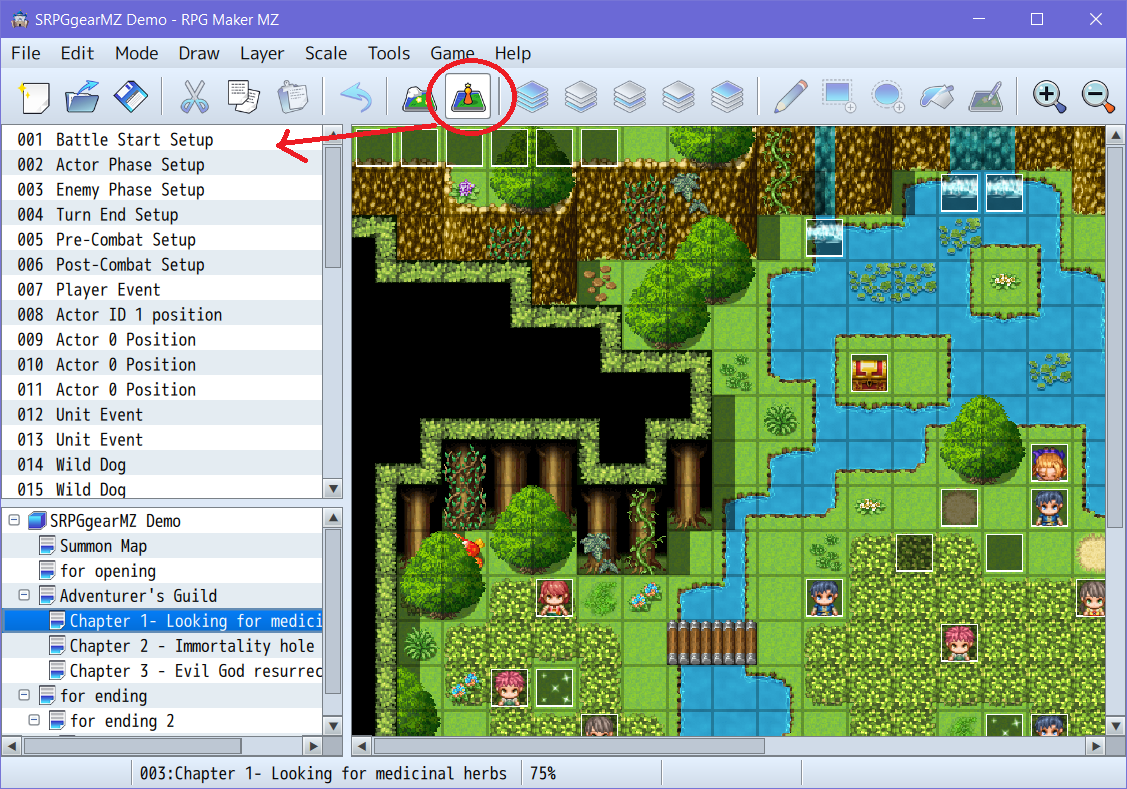 SRPGgearMZ Demo - RPG Maker MZ
File Edit Mode Draw Layer Scale Tools Game Help
001 Battle Start Setup
002 Actor Phase Setup
003 Enemy Phase Setup
004 Turn End Setup
005 Pre-Combat Setup
006 Post-Combat Setup
007 Player Event
008 Actor ID 1 position
009 Actor 0 Position
010 Actor 0 Position
011 Actor 0 Position
012 Unit Event
013 Unit Event
014 Wild Dog
015 Wild Dog
SRPGgearMZ Demo
Summon Map
for opening
Adventurer's Guild
Chapter 1- Looking for medici
Chapter 2 - Immortality hole
Chapter 3 - Evil God resurrec
for ending
for ending 2
003:Chapter 1- Looking for medicinal herbs 75%